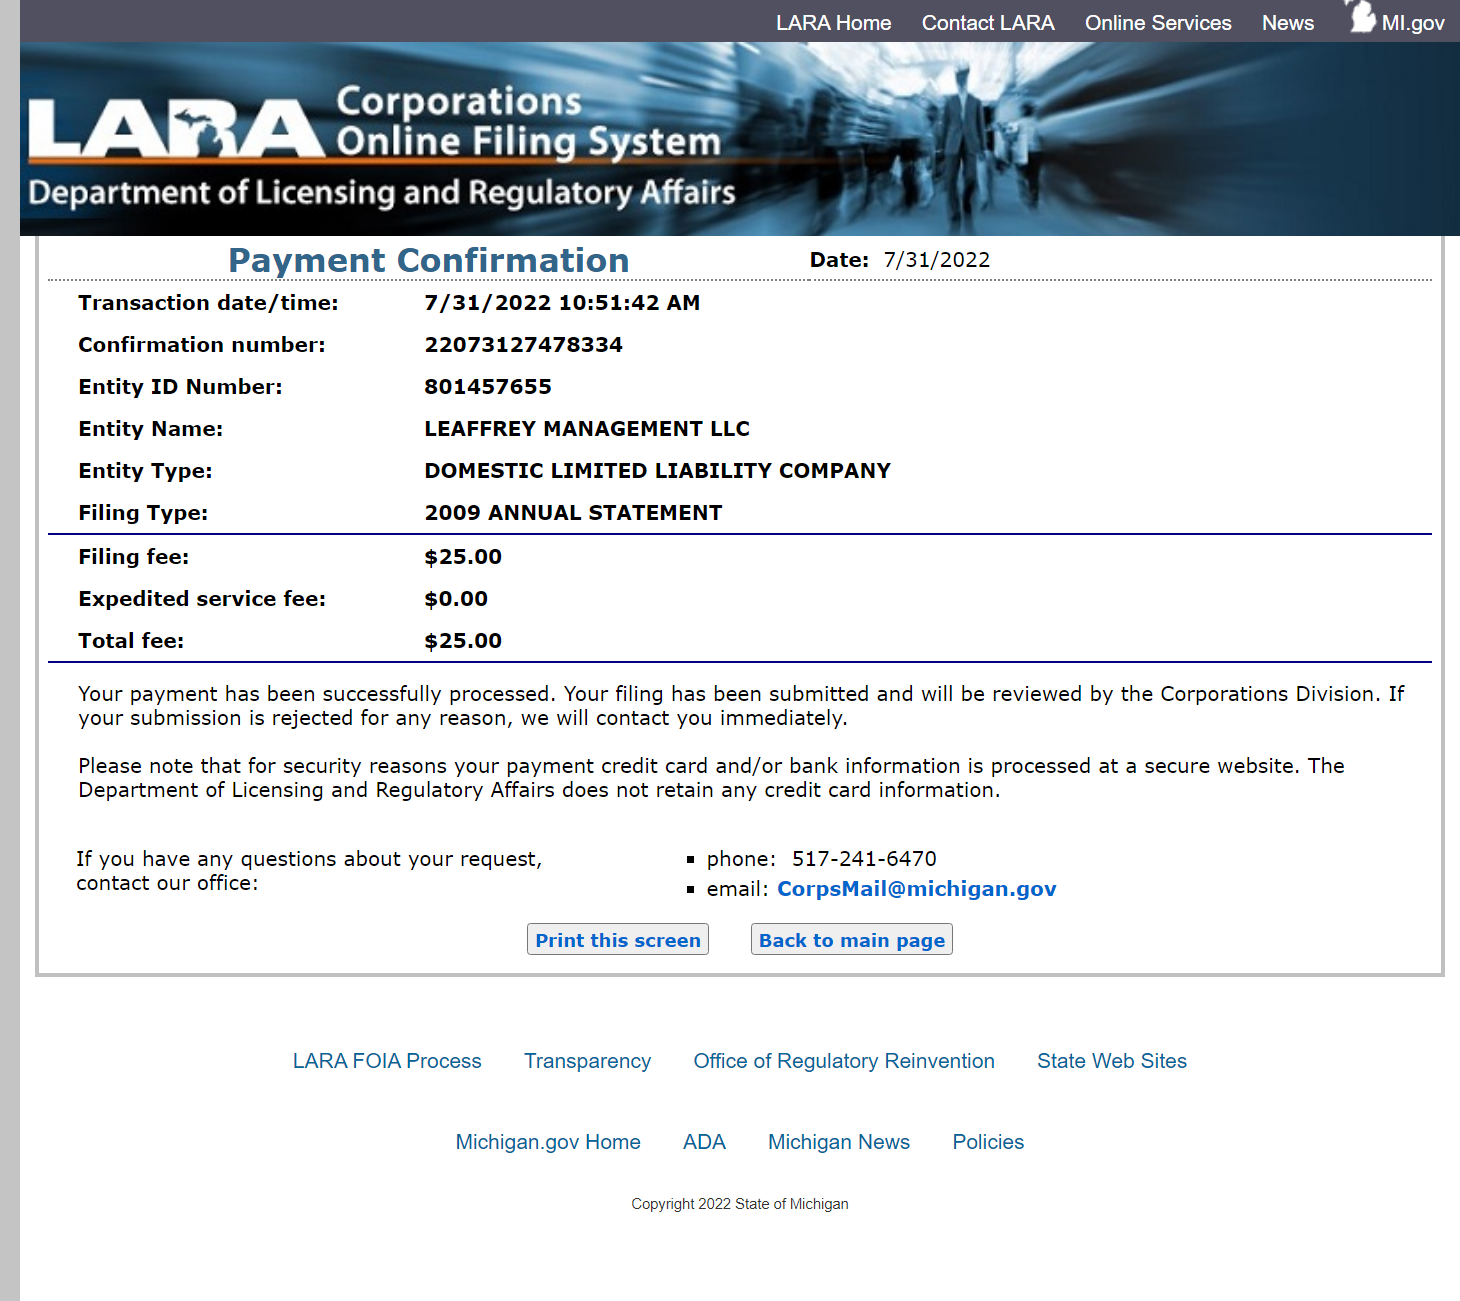 LARA Home Contact LARA Online Services News MI.gov
LARA Corporations
Online Filing System
Department of Licensing and Regulatory Affairs
Payment Confirmation Date: 7/31/2022
Transaction date/time: 7/31/2022 10:51:42 AM
Confirmation number: 22073127478334
Entity ID Number: 801457655
Entity Name: LEAFFREY MANAGEMENT LLC
Entity Type: DOMESTIC LIMITED LIABILITY COMPANY
Filing Type: 2009 ANNUAL STATEMENT
Filing fee: $25.00
Expedited service fee: $0.00
Total fee: $25.00
Your payment has been successfully processed. Your filing has been submitted and will be reviewed by the Corporations Division. If
your submission is rejected for any reason, we will contact you immediately.
Please note that for security reasons your payment credit card and/or bank information is processed at a secure website. The
Department of Licensing and Regulatory Affairs does not retain any credit card information.
If you have any questions about your request,
contact our office:
phone: 517-241-6470
email: CorpsMail@michigan.gov
Print this screen Back to main page
LARA FOIA Process Transparency Office of Regulatory Reinvention State Web Sites
Michigan.gov Home ADA Michigan News Policies
Copyright 2022 State of Michigan